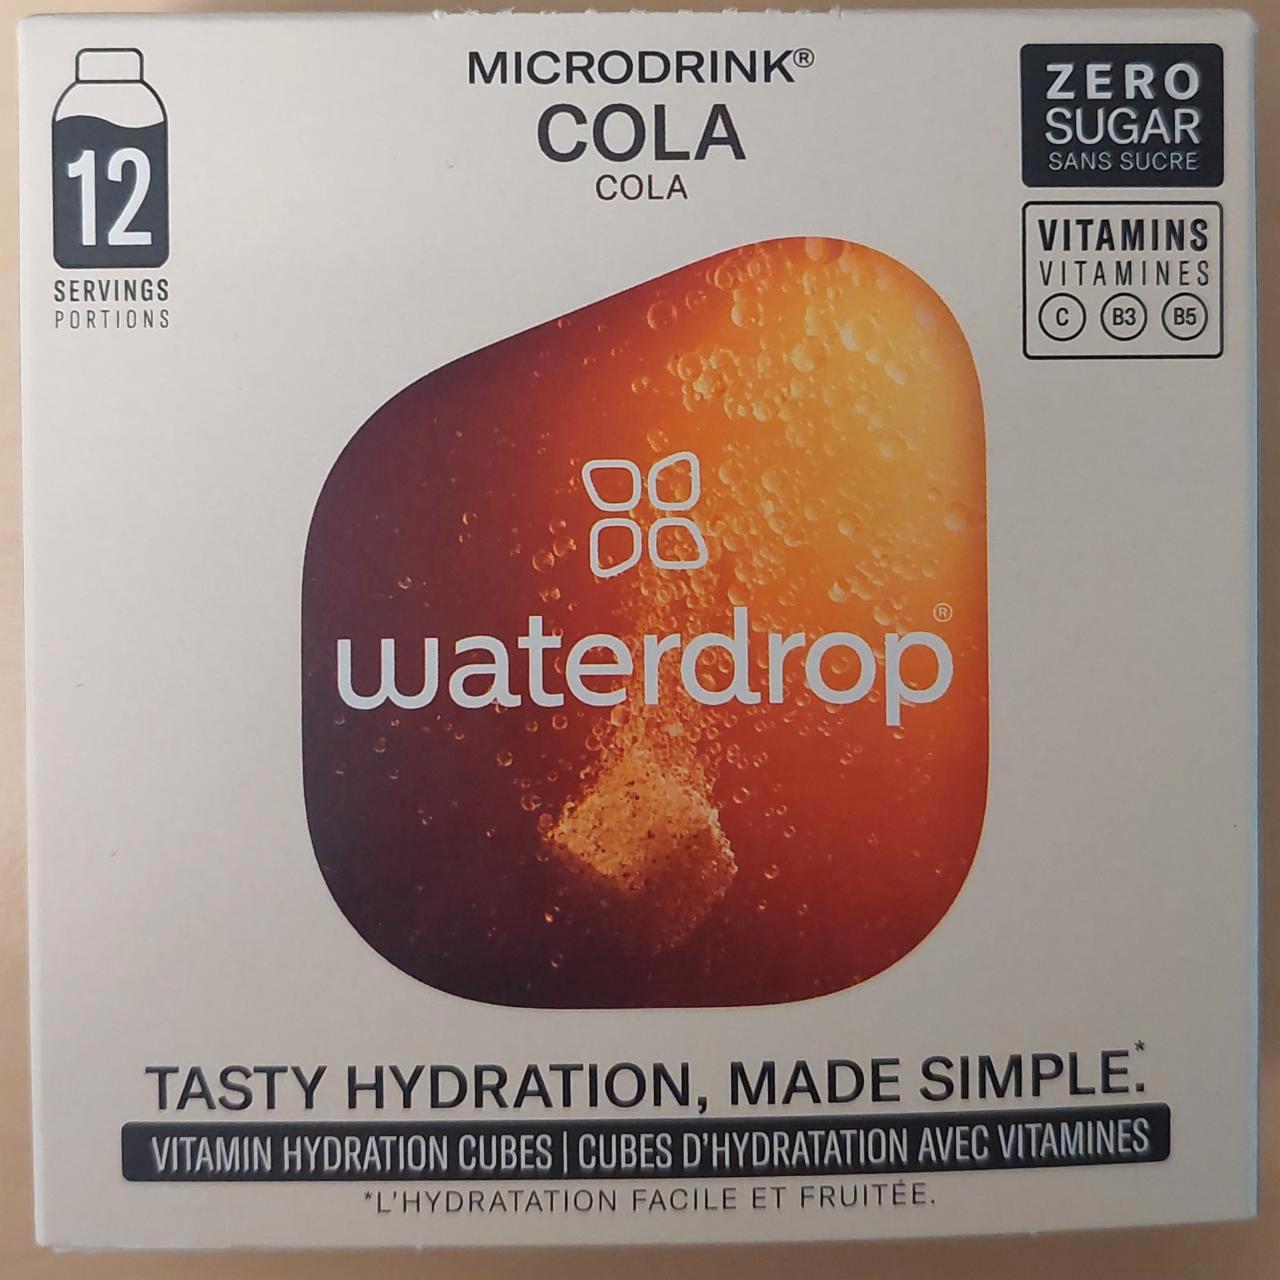 MICRODRINK®
COLA
COLA
12
SERVINGS
PORTIONS
ZERO
SUGAR
SANS SUCRE
VITAMINS
VITAMINES
C B3 B5
waterdrop®
TASTY HYDRATION, MADE SIMPLE.*
VITAMIN HYDRATION CUBES | CUBES D'HYDRATATION AVEC VITAMINES
*L'HYDRATATION FACILE ET FRUITÉE.